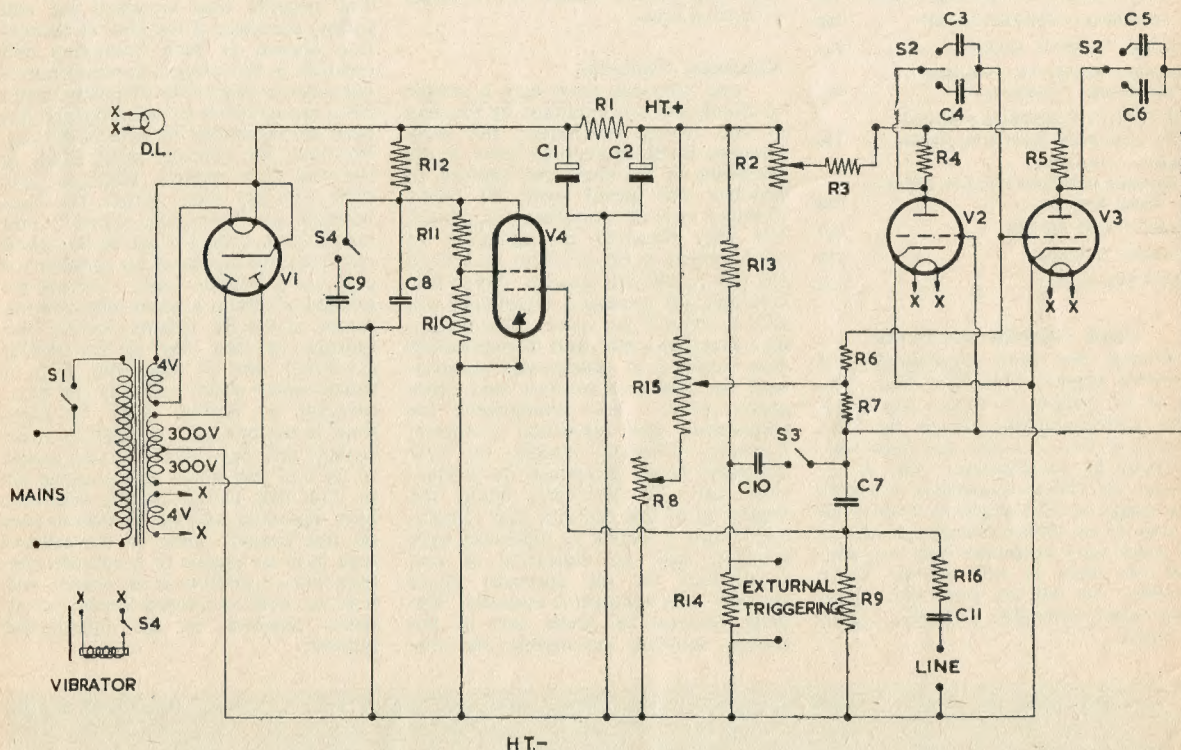 C3
C5
S2
S2
C4
C6
X
X
D.L.
R1
HT.+
C1
C2
R12
R2
R3
R4
R5
V2
V3
S4
R11
V4
V1
C9
C8
R10
R13
X X
X X
4V
S1
R6
R15
R7
300V
300V
S3
MAINS
X
C10
C7
R8
4V
X
R16
EXTERNAL
TRIGGERING
R14
R9
C11
X X
S4
LINE
VIBRATOR
HT.-